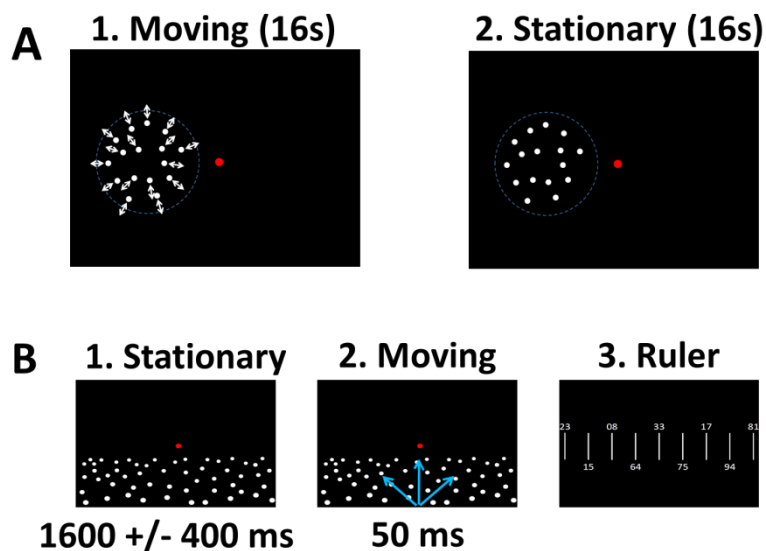 A
1. Moving (16s)
2. Stationary (16s)
B
1. Stationary
2. Moving
3. Ruler
23 08 33 17 81
15 64 75 94
1600 +/- 400 ms
50 ms